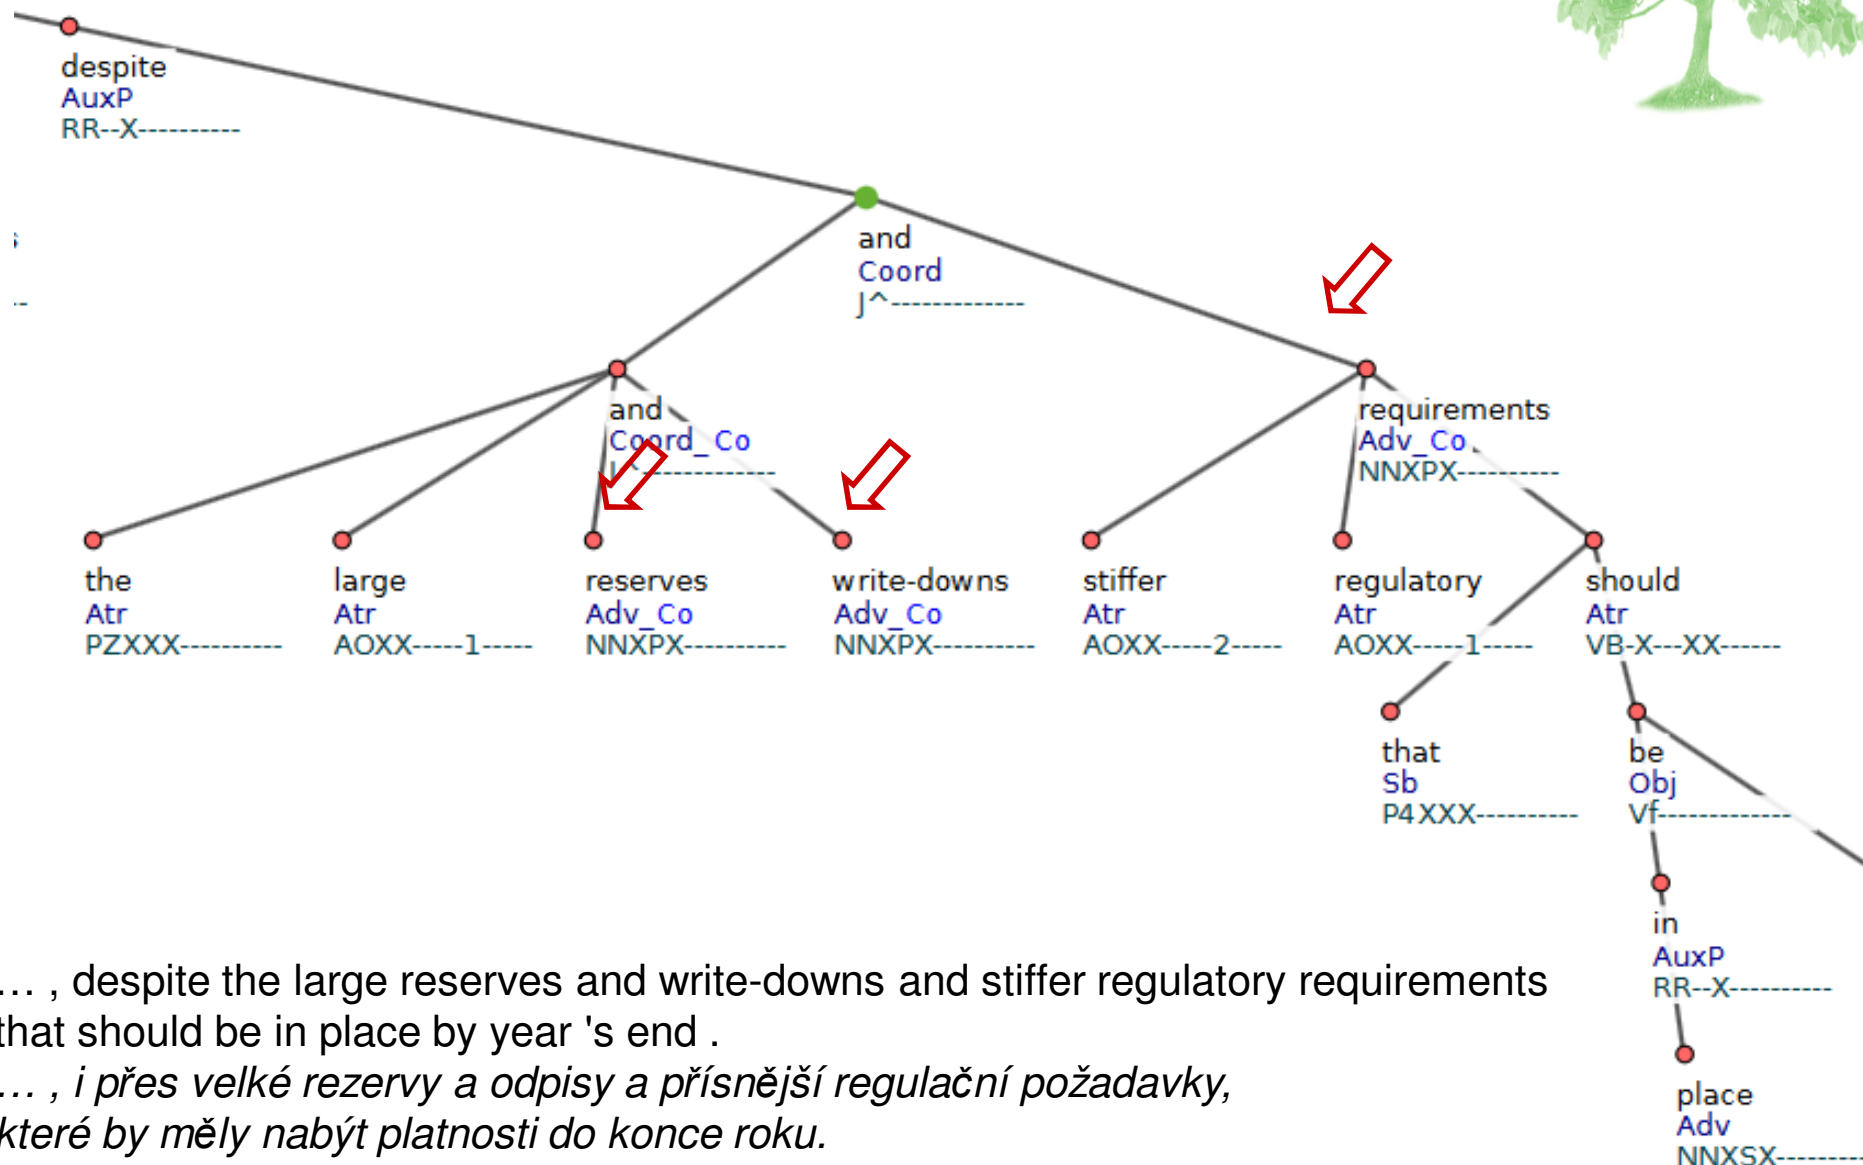 despite
AuxP
RR--X----------
and
Coord
J^-------------
and
Coord_Co
J^-------------
requirements
Adv_Co
NNXPX----------
the
Atr
PZXXX----------
large
Atr
AOXX-----1-----
reserves
Adv_Co
NNXPX----------
write-downs
Adv_Co
NNXPX----------
stiffer
Atr
AOXX-----2-----
regulatory
Atr
AOXX-----1-----
should
Atr
VB-X---XX------
that
Sb
P4XXX----------
be
Obj
Vf-------------
in
AuxP
RR--X----------
place
Adv
NNXSX---------
… , despite the large reserves and write-downs and stiffer regulatory requirements
that should be in place by year 's end .
… , i přes velké rezervy a odpisy a přísnější regulační požadavky,
které by měly nabýt platnosti do konce roku.